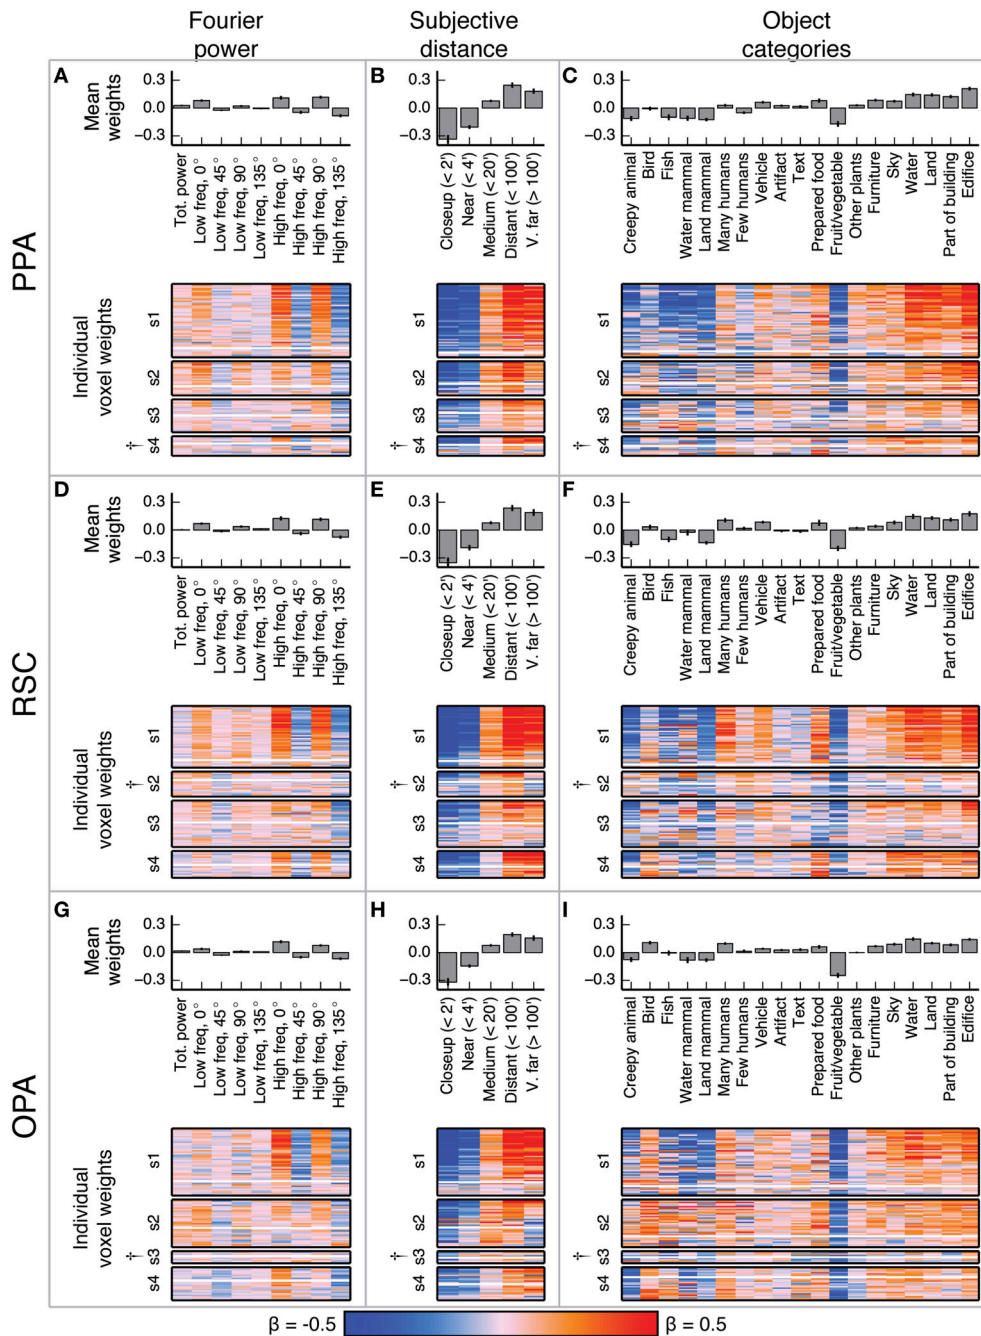 Fourier power
Subjective distance
Object categories
PPA
A
Mean weights
0.3
0.0
−0.3
Tot. power
Low freq, 0°
Low freq, 45°
Low freq, 90°
Low freq, 135°
High freq, 0°
High freq, 45°
High freq, 90°
High freq, 135°
Individual voxel weights
s1
s2
s3
† s4
B
0.3
0.0
−0.3
Closeup (< 2')
Near (< 4')
Medium (< 20')
Distant (< 100')
V. far (> 100')
s1
s2
s3
† s4
C
0.3
0.0
−0.3
Creepy animal
Bird
Fish
Water mammal
Land mammal
Many humans
Few humans
Vehicle
Artifact
Text
Prepared food
Fruit/vegetable
Other plants
Furniture
Sky
Water
Land
Part of building
Edifice
s1
s2
s3
† s4
RSC
D
Mean weights
0.3
0.0
−0.3
Tot. power
Low freq, 0°
Low freq, 45°
Low freq, 90°
Low freq, 135°
High freq, 0°
High freq, 45°
High freq, 90°
High freq, 135°
Individual voxel weights
s1
† s2
s3
s4
E
0.3
0.0
−0.3
Closeup (< 2')
Near (< 4')
Medium (< 20')
Distant (< 100')
V. far (> 100')
s1
† s2
s3
s4
F
0.3
0.0
−0.3
Creepy animal
Bird
Fish
Water mammal
Land mammal
Many humans
Few humans
Vehicle
Artifact
Text
Prepared food
Fruit/vegetable
Other plants
Furniture
Sky
Water
Land
Part of building
Edifice
s1
† s2
s3
s4
OPA
G
Mean weights
0.3
0.0
−0.3
Tot. power
Low freq, 0°
Low freq, 45°
Low freq, 90°
Low freq, 135°
High freq, 0°
High freq, 45°
High freq, 90°
High freq, 135°
Individual voxel weights
s1
s2
† s3
s4
H
0.3
0.0
−0.3
Closeup (< 2')
Near (< 4')
Medium (< 20')
Distant (< 100')
V. far (> 100')
s1
s2
† s3
s4
I
0.3
0.0
−0.3
Creepy animal
Bird
Fish
Water mammal
Land mammal
Many humans
Few humans
Vehicle
Artifact
Text
Prepared food
Fruit/vegetable
Other plants
Furniture
Sky
Water
Land
Part of building
Edifice
s1
s2
† s3
s4
β = -0.5
β = 0.5